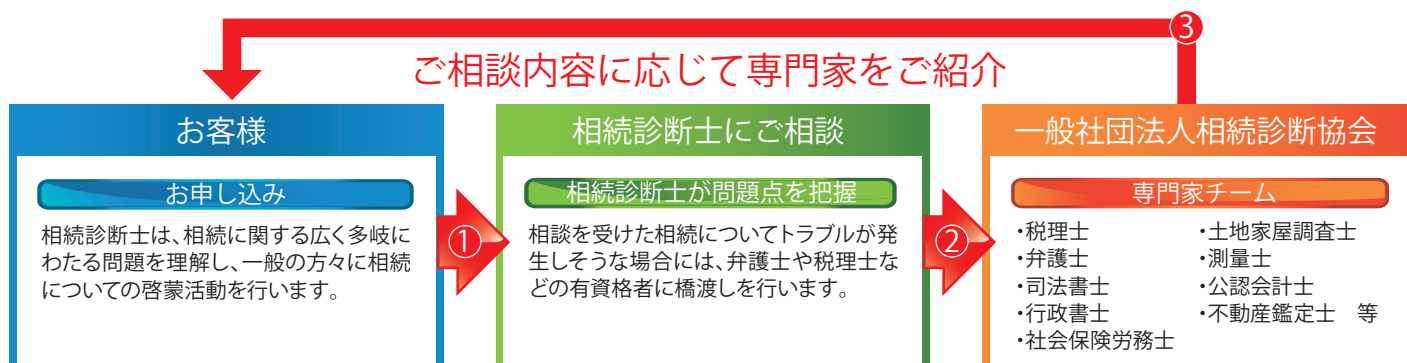 ③
ご相談内容に応じて専門家をご紹介
お客様
お申し込み
相続診断士は、相続に関する広く多岐に
わたる問題を理解し、一般の方々に相続
についての啓蒙活動を行います。
①
相続診断士にご相談
相続診断士が問題点を把握
相談を受けた相続についてトラブルが発
生しそうな場合には、弁護士や税理士な
どの有資格者に橋渡しを行います。
②
一般社団法人相続診断協会
専門家チーム
・税理士
・弁護士
・司法書士
・行政書士
・社会保険労務士
・土地家屋調査士
・測量士
・公認会計士
・不動産鑑定士　等